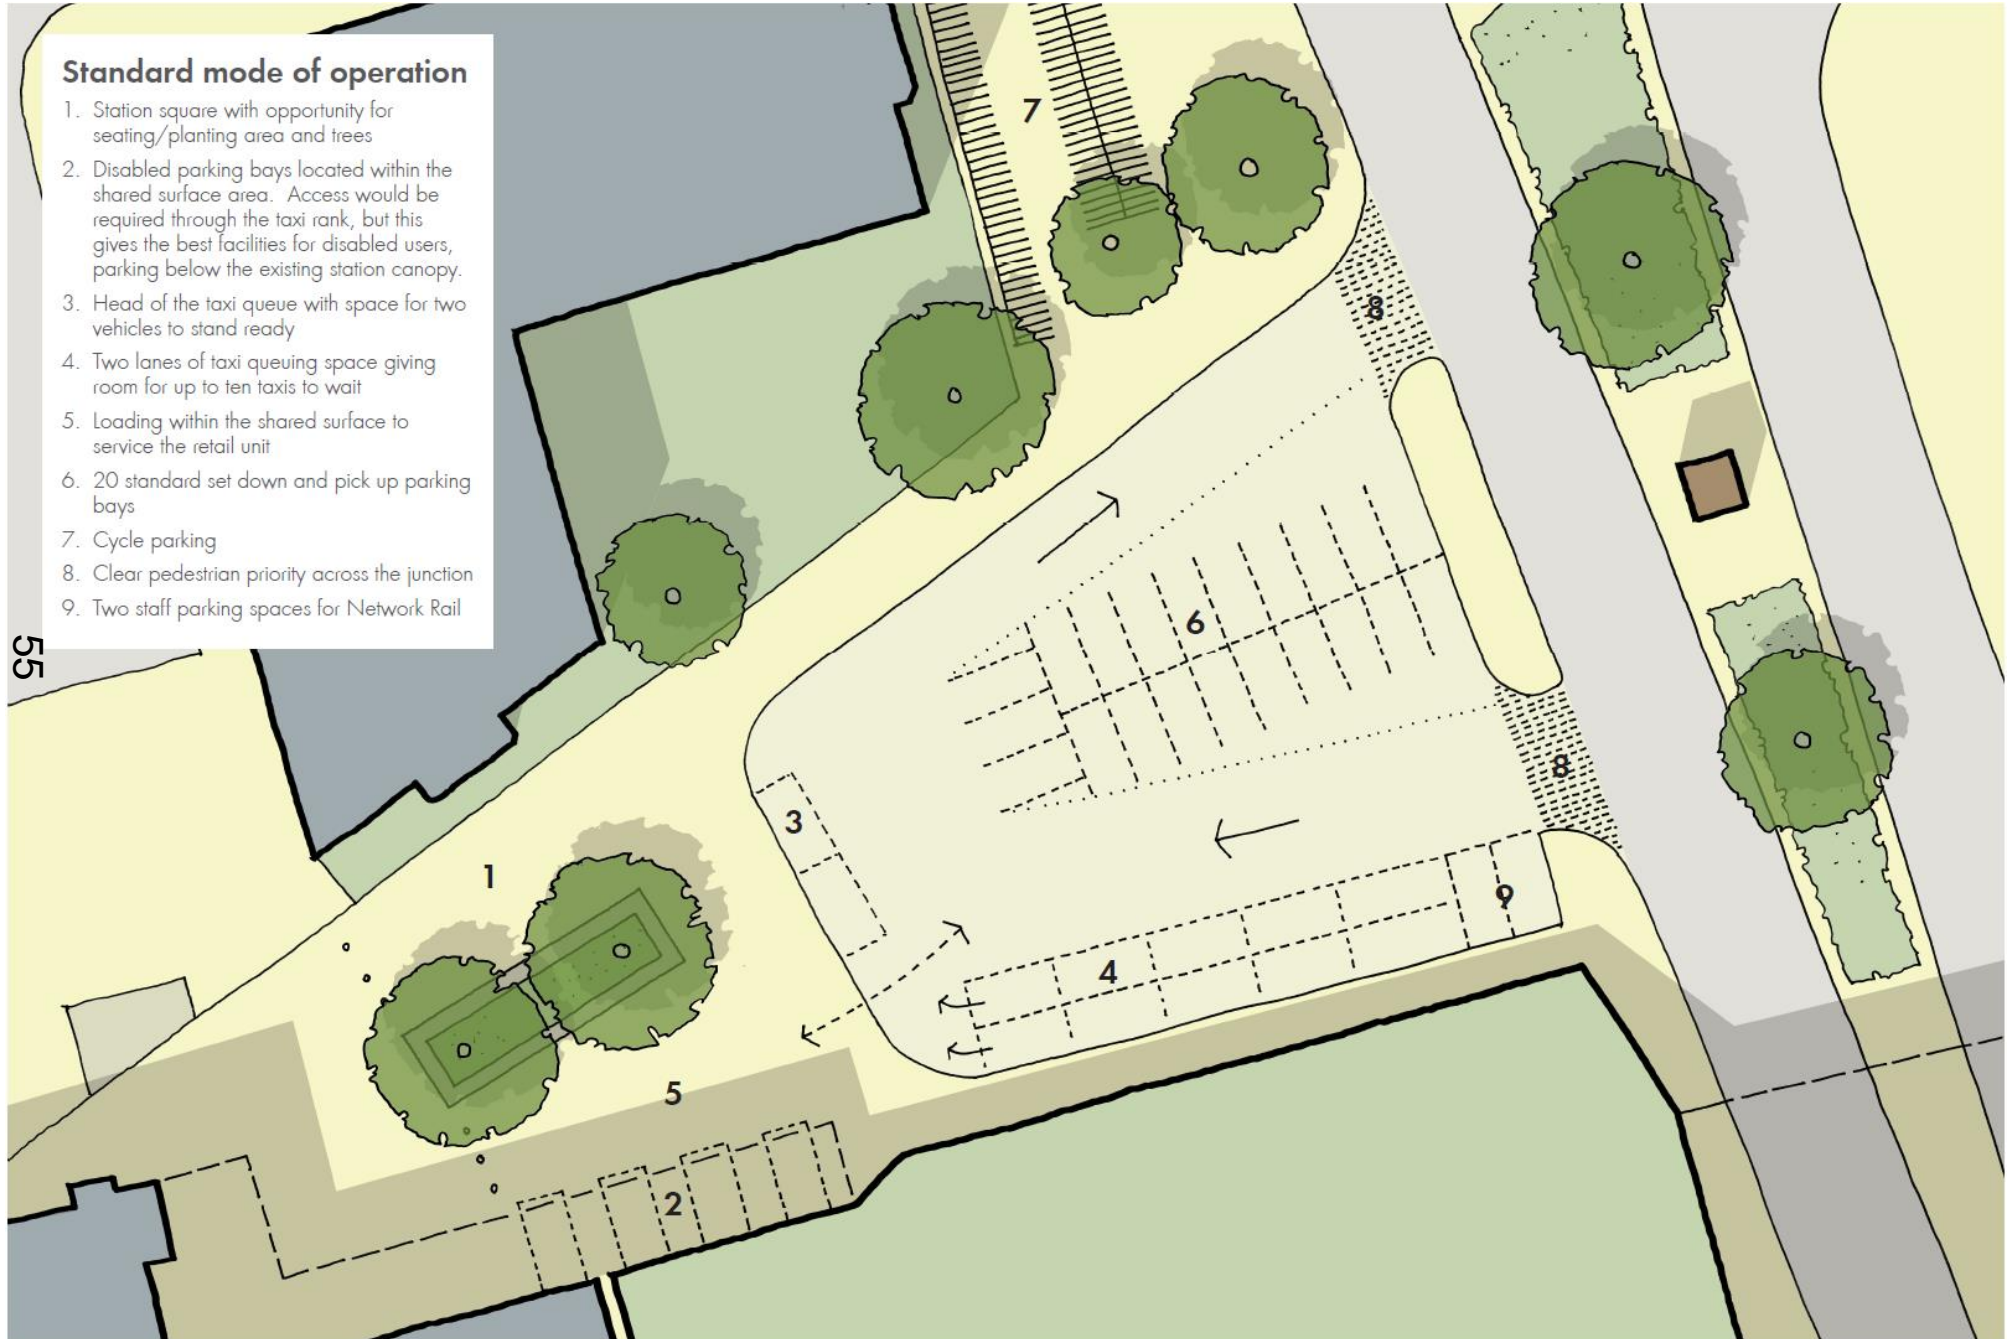 Standard mode of operation
1. Station square with opportunity for
seating/planting area and trees
2. Disabled parking bays located within the
shared surface area. Access would be
required through the taxi rank, but this
gives the best facilities for disabled users,
parking below the existing station canopy.
3. Head of the taxi queue with space for two
vehicles to stand ready
4. Two lanes of taxi queuing space giving
room for up to ten taxis to wait
5. Loading within the shared surface to
service the retail unit
6. 20 standard set down and pick up parking
bays
7. Cycle parking
8. Clear pedestrian priority across the junction
9. Two staff parking spaces for Network Rail
55
7
8
6
8
3
1
9
4
5
2